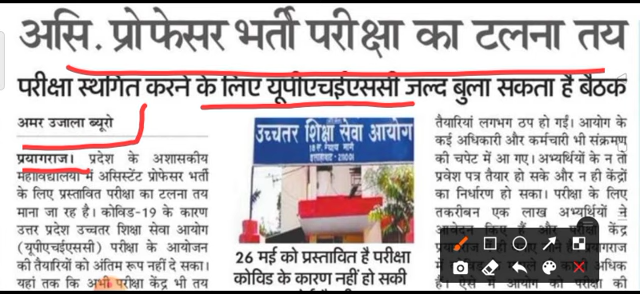 असि. प्रोफेसर भर्ती परीक्षा का टलना तय
परीक्षा स्थगित करने के लिए यूपीएचईएससी जल्द बुला सकता है बैठक
अमर उजाला ब्यूरो
प्रयागराज। प्रदेश के अशासकीय
महाविद्यालय में असिस्टेंट प्रोफेसर भर्ती
के लिए प्रस्तावित परीक्षा का टलना तय
माना जा रहा है। कोविड-19 के कारण
उत्तर प्रदेश उच्चतर शिक्षा सेवा आयोग
(यूपीएचईएससी) परीक्षा के आयोजन
की तैयारियों को अंतिम रूप नहीं दे सका।
यहां तक कि अभी परीक्षा केंद्र भी तय
उच्चतर शिक्षा सेवा आयोग
26 मई को प्रस्तावित है परीक्षा
कोविड के कारण नहीं हो सकी
तैयारियां लगभग ठप हो गईं। आयोग के
कई अधिकारी और कर्मचारी भी संक्रमण
की चपेट में आ गए। अभ्यर्थियों के न तो
प्रवेश पत्र तैयार हो सके और न ही केंद्रों
का निर्धारण हो सका। परीक्षा के लिए
तकरीबन एक लाख अभ्यर्थियों ने